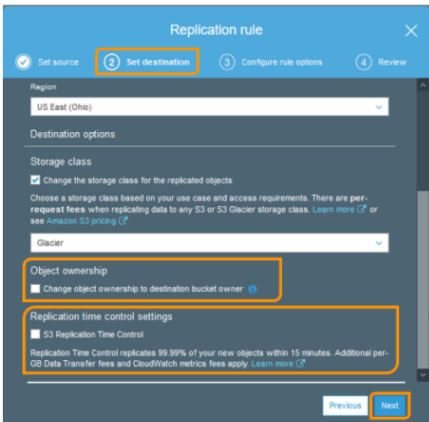 Replication rule
Set source
2 Set destination
3 Configure rule options
4 Review
Region
US East (Ohio)
Destination options
Storage class
Change the storage class for the replicated objects
Choose a storage class based on your use case and access requirements. There are per-
request fees when replicating data to any S3 or S3 Glacier storage class. Learn more or
see Amazon S3 pricing
Glacier
Object ownership
Change object ownership to destination bucket owner
Replication time control settings
S3 Replication Time Control
Replication Time Control replicates 99.99% of your new objects within 15 minutes. Additional per-
GB Data Transfer fees and CloudWatch metrics fees apply. Learn more
Previous
Next